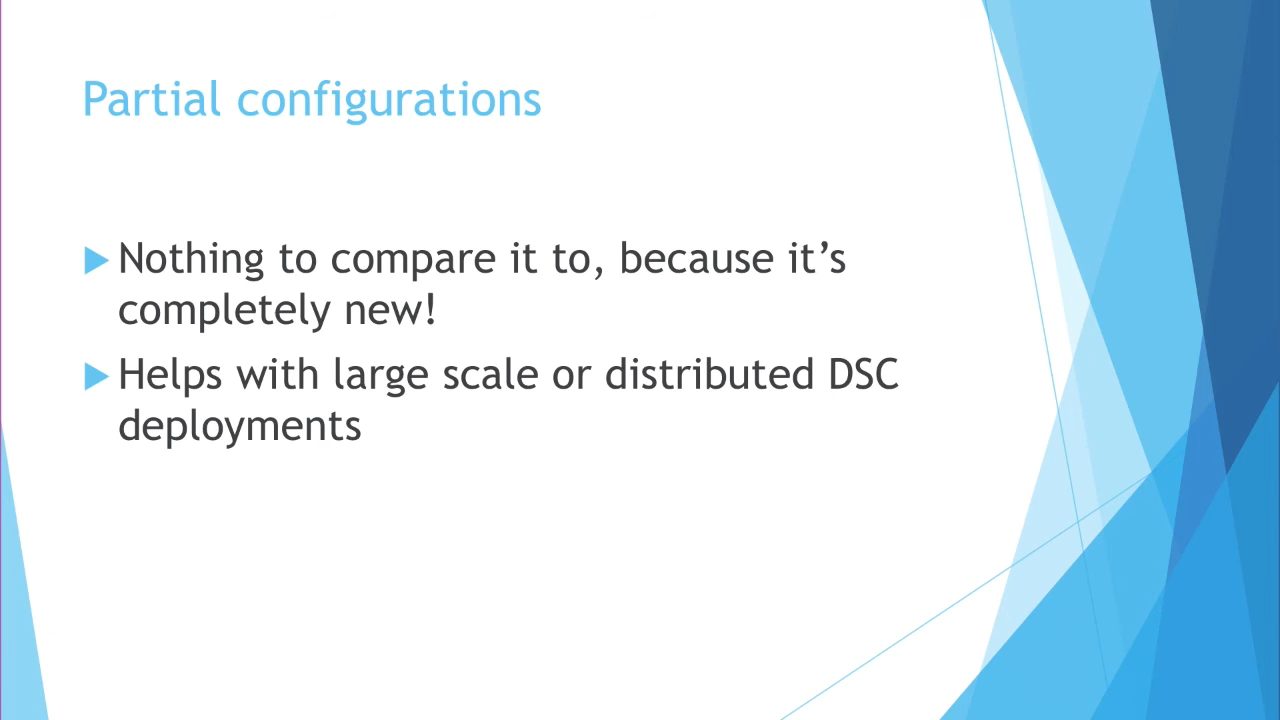 Partial configurations
Nothing to compare it to, because it’s
completely new!
Helps with large scale or distributed DSC
deployments